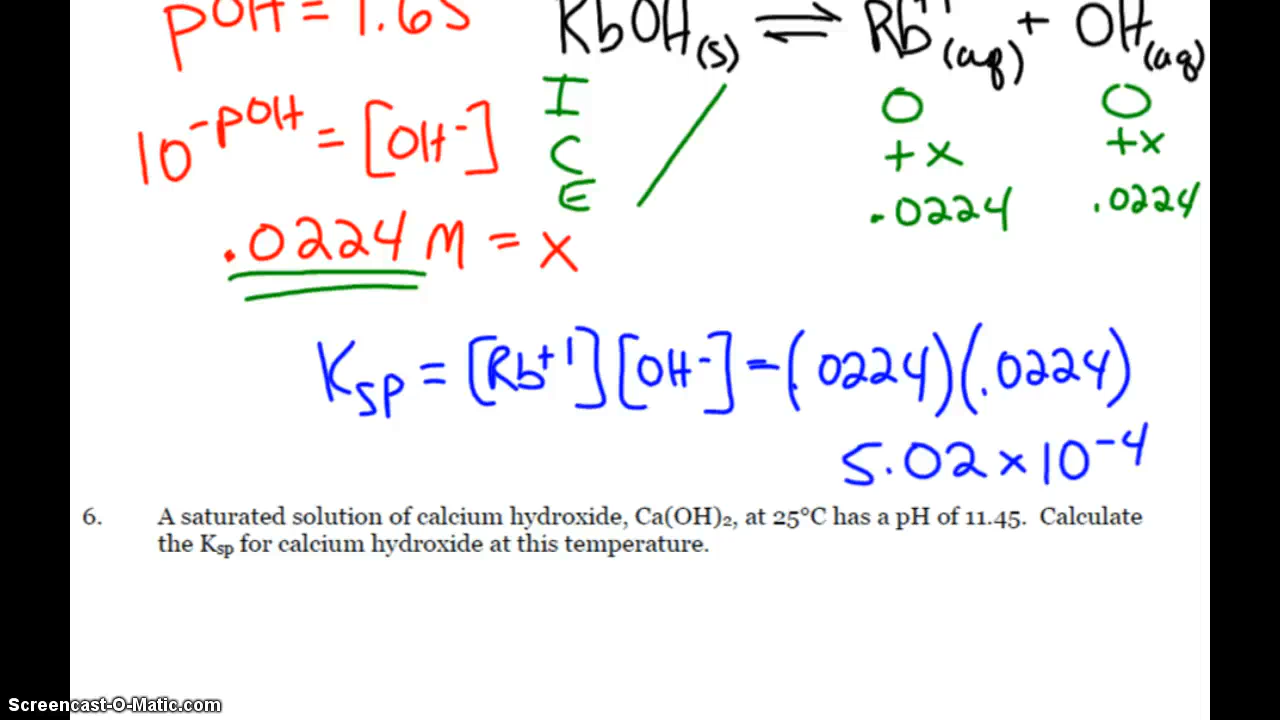 pOH = 1.65
RbOH(s) ⇌ Rb+1(aq) + OH-(aq)
I 0 0
10^-pOH = [OH-]
C +x +x
E .0224 .0224
.0224 M = x
Ksp = [Rb+1][OH-] = (.0224)(.0224)
5.02 x 10^-4
6. A saturated solution of calcium hydroxide, Ca(OH)₂, at 25°C has a pH of 11.45. Calculate
the Ksp for calcium hydroxide at this temperature.
Screencast-O-Matic.com